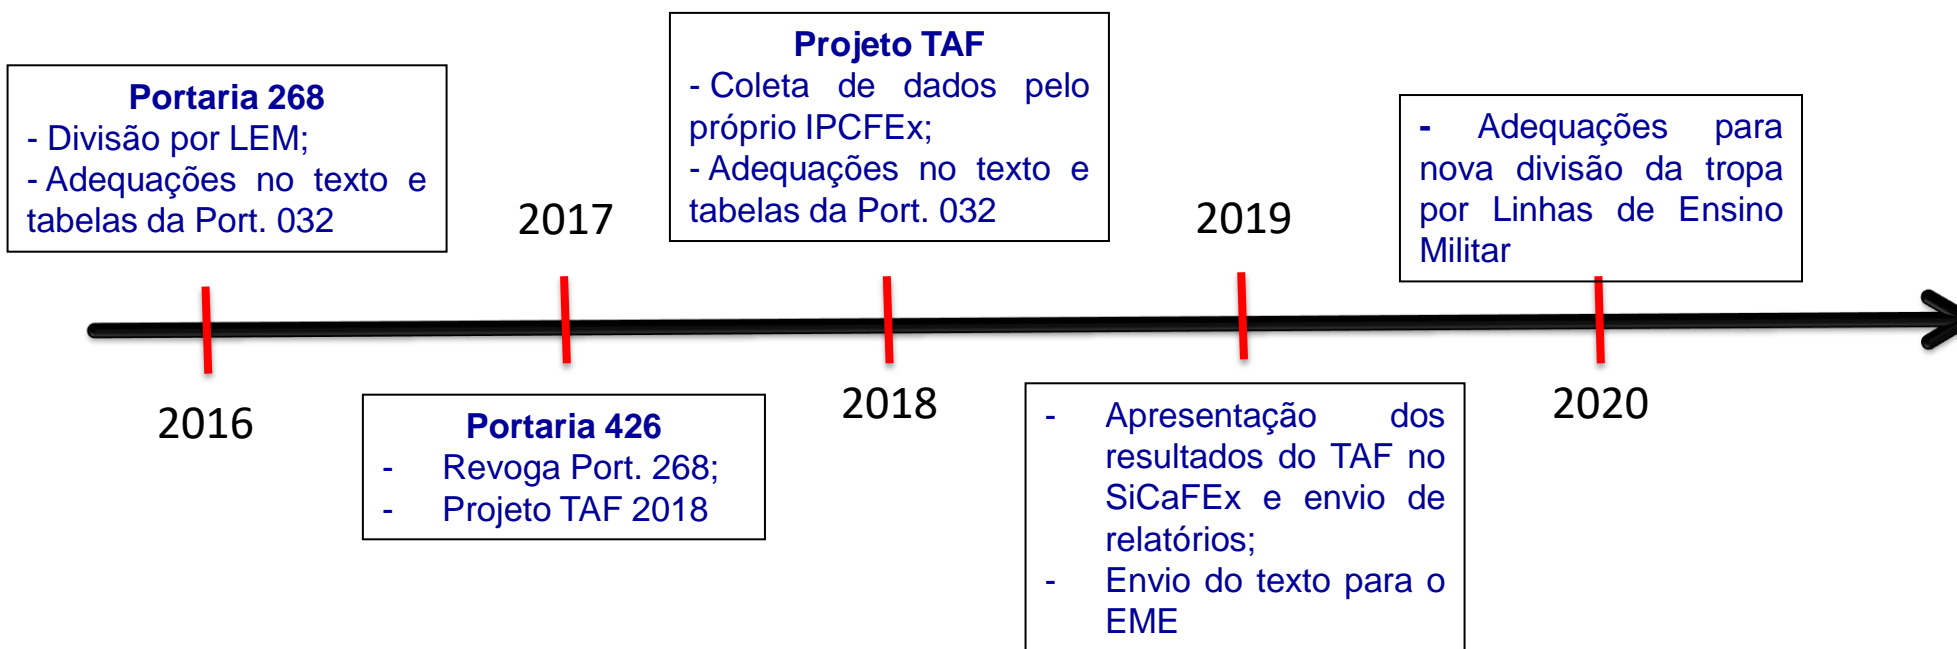 Portaria 268
- Divisão por LEM;
- Adequações no texto e
tabelas da Port. 032
2016
2017
Portaria 426
- Revoga Port. 268;
- Projeto TAF 2018
Projeto TAF
- Coleta de dados pelo
próprio IPCFEx;
- Adequações no texto e
tabelas da Port. 032
2018
2019
- Apresentação dos
resultados do TAF no
SiCaFEx e envio de
relatórios;
- Envio do texto para o
EME
- Adequações para
nova divisão da tropa
por Linhas de Ensino
Militar
2020